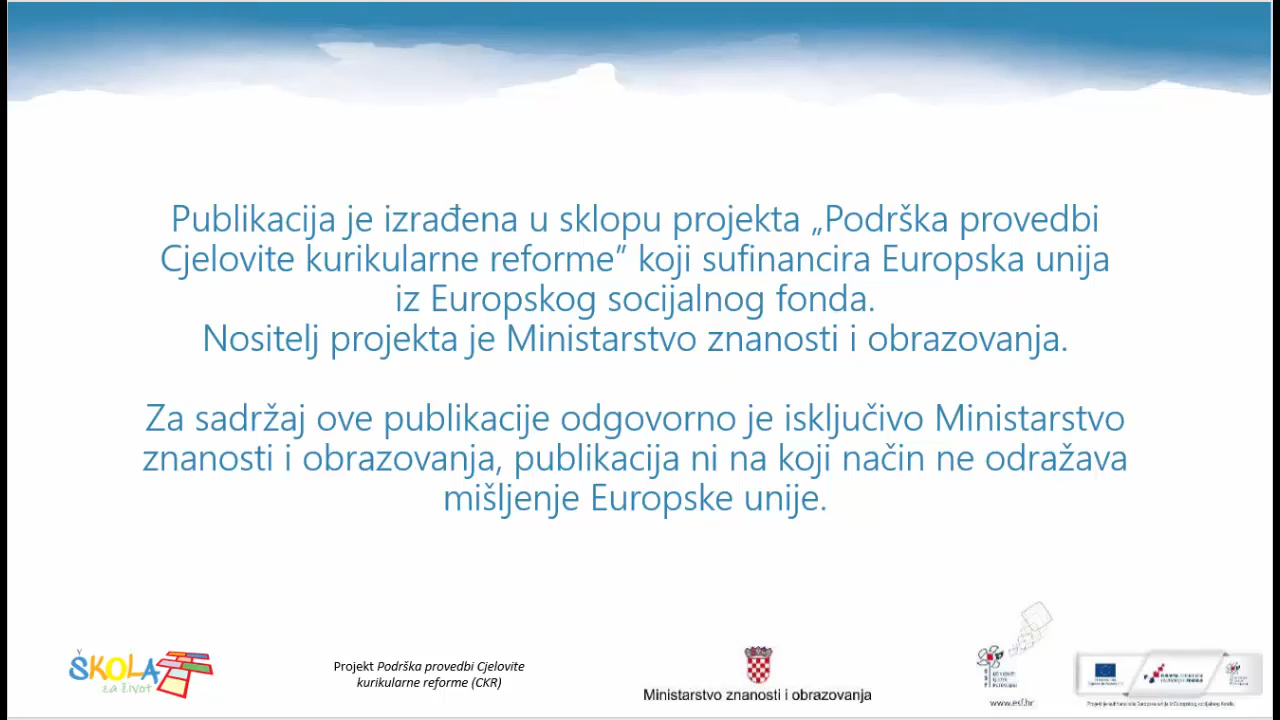 Publikacija je izrađena u sklopu projekta „Podrška provedbi
Cjelovite kurikularne reforme” koji sufinancira Europska unija
iz Europskog socijalnog fonda.
Nositelj projekta je Ministarstvo znanosti i obrazovanja.
Za sadržaj ove publikacije odgovorno je isključivo Ministarstvo
znanosti i obrazovanja, publikacija ni na koji način ne odražava
mišljenje Europske unije.
ŠKOLA
za život
Projekt Podrška provedbi Cjelovite
kurikularne reforme (CKR)
Ministarstvo znanosti i obrazovanja
www.esf.hr